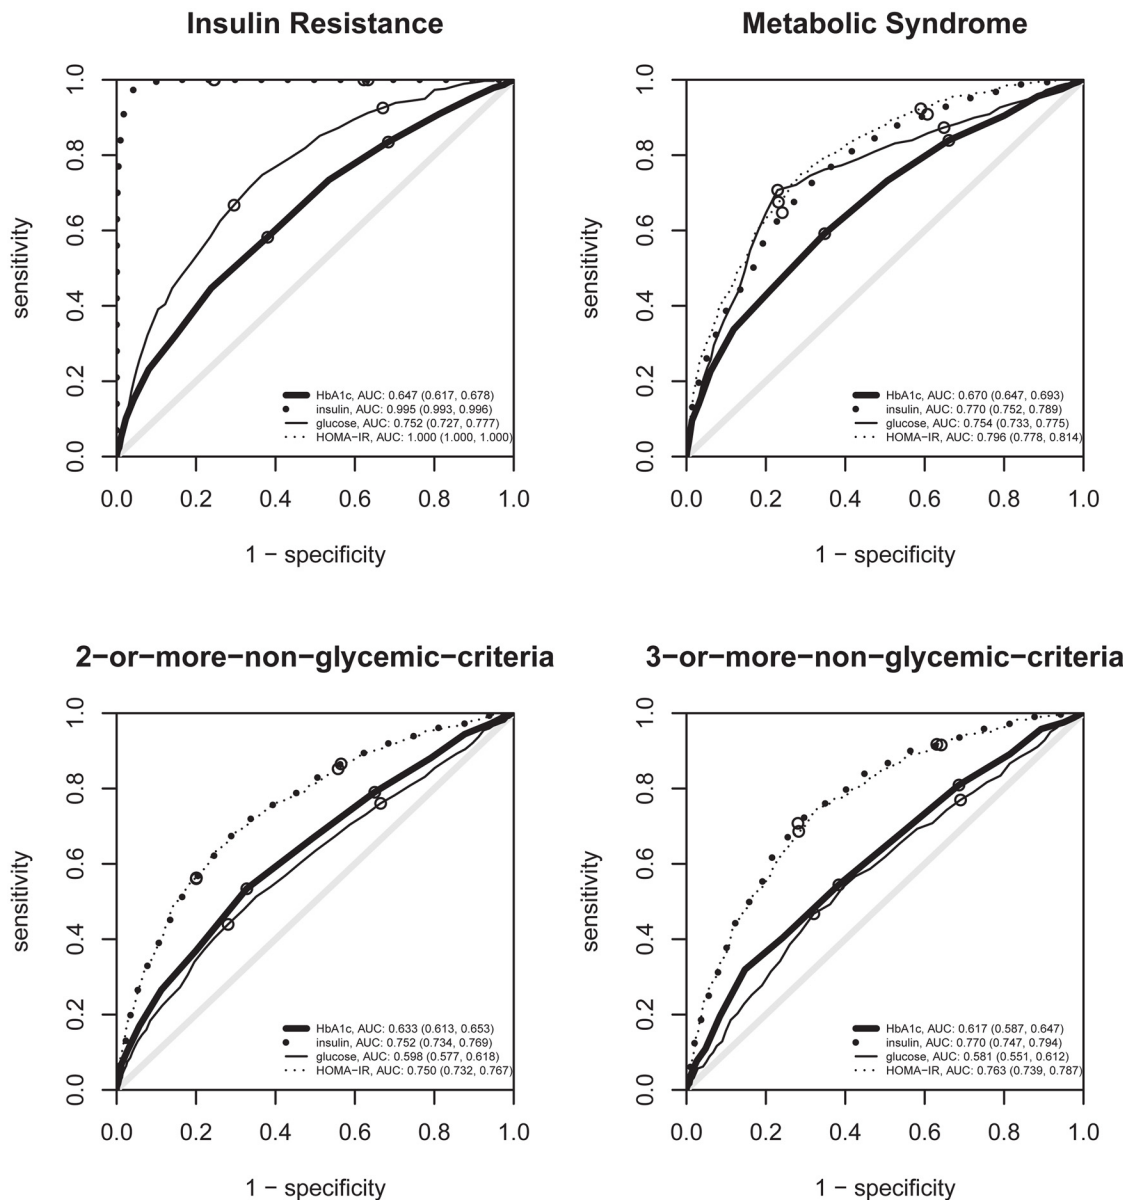 Insulin Resistance
sensitivity
1.0
0.8
0.6
0.4
0.2
0.0
HbA1c, AUC: 0.647 (0.617, 0.678)
insulin, AUC: 0.995 (0.993, 0.996)
glucose, AUC: 0.752 (0.727, 0.777)
HOMA−IR, AUC: 1.000 (1.000, 1.000)
0.0 0.2 0.4 0.6 0.8 1.0
1 − specificity
Metabolic Syndrome
sensitivity
1.0
0.8
0.6
0.4
0.2
0.0
HbA1c, AUC: 0.670 (0.647, 0.693)
insulin, AUC: 0.770 (0.752, 0.789)
glucose, AUC: 0.754 (0.733, 0.775)
HOMA−IR, AUC: 0.796 (0.778, 0.814)
0.0 0.2 0.4 0.6 0.8 1.0
1 − specificity
2−or−more−non−glycemic−criteria
sensitivity
1.0
0.8
0.6
0.4
0.2
0.0
HbA1c, AUC: 0.633 (0.613, 0.653)
insulin, AUC: 0.752 (0.734, 0.769)
glucose, AUC: 0.598 (0.577, 0.618)
HOMA−IR, AUC: 0.750 (0.732, 0.767)
0.0 0.2 0.4 0.6 0.8 1.0
1 − specificity
3−or−more−non−glycemic−criteria
sensitivity
1.0
0.8
0.6
0.4
0.2
0.0
HbA1c, AUC: 0.617 (0.587, 0.647)
insulin, AUC: 0.770 (0.747, 0.794)
glucose, AUC: 0.581 (0.551, 0.612)
HOMA−IR, AUC: 0.763 (0.739, 0.787)
0.0 0.2 0.4 0.6 0.8 1.0
1 − specificity